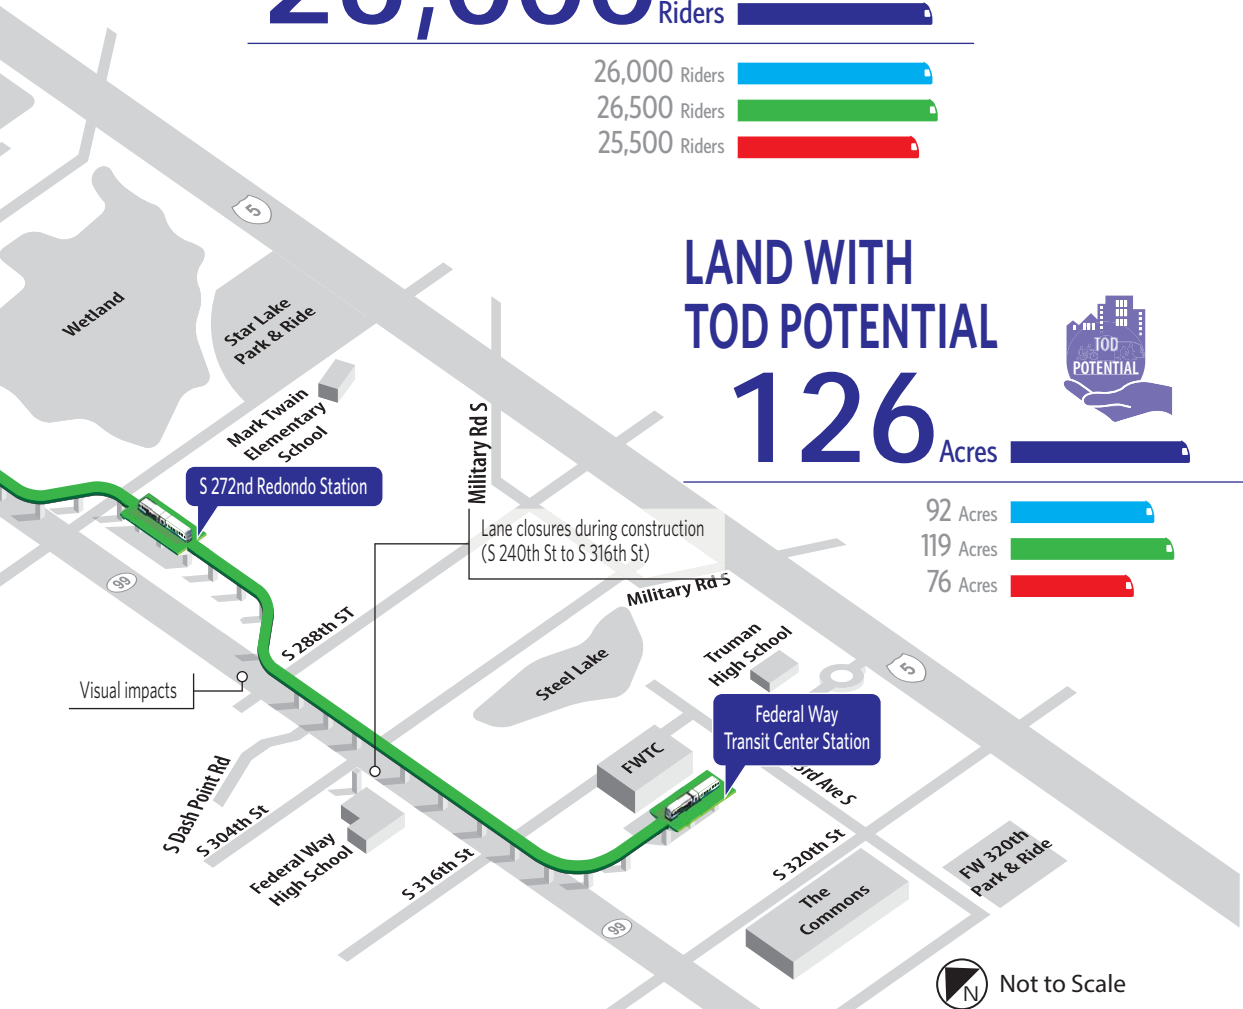 Riders
26,000 Riders
26,500 Riders
25,500 Riders
5
LAND WITH
TOD POTENTIAL
126 Acres
TOD
POTENTIAL
92 Acres
119 Acres
76 Acres
Wetland
Star Lake
Park & Ride
Mark Twain
Elementary
School
Military Rd S
S 272nd Redondo Station
Lane closures during construction
(S 240th St to S 316th St)
99
Military Rd S
S 288th ST
Steel Lake
Truman
High School
5
Visual impacts
Federal Way
Transit Center Station
FWTC
3rd Ave S
S Dash Point Rd
S 304th St
Federal Way
High School
S 316th St
S 320th St
The
Commons
FW 320th
Park & Ride
99
N
Not to Scale